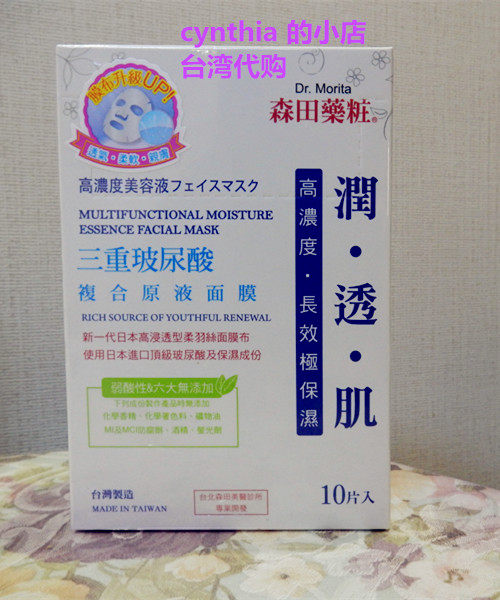 cynthia 的小店
台湾代购
膜布升級UP!
透氣・柔軟・親膚
Dr. Morita
森田藥粧®
高濃度美容液フェイスマスク
MULTIFUNCTIONAL MOISTURE
ESSENCE FACIAL MASK
三重玻尿酸
複合原液面膜
RICH SOURCE OF YOUTHFUL RENEWAL
新一代日本高浸透型柔羽絲面膜布
使用日本進口頂級玻尿酸及保濕成份
弱酸性&六大無添加
下列成份製作產品時無添加
化學香精、化學著色料、礦物油
MI及MCI防腐劑、酒精、螢光劑
高濃度・長效極保濕
潤・透・肌
台灣製造
MADE IN TAIWAN
台北森田美醫診所
專業開發
10片入